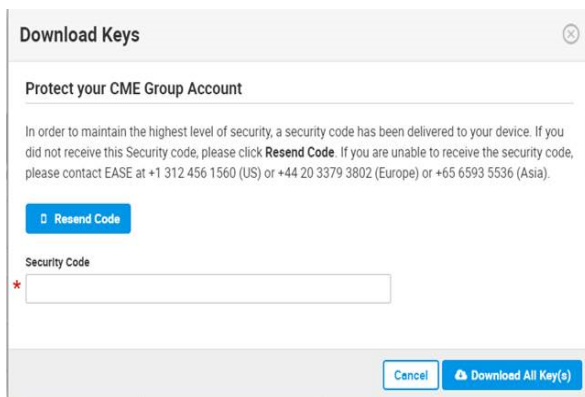 Download Keys
Protect your CME Group Account
In order to maintain the highest level of security, a security code has been delivered to your device. If you
did not receive this Security code, please click Resend Code. If you are unable to receive the security code,
please contact EASE at +1 312 456 1560 (US) or +44 20 3379 3802 (Europe) or +65 6593 5536 (Asia).
Resend Code
Security Code
*
Cancel
Download All Key(s)